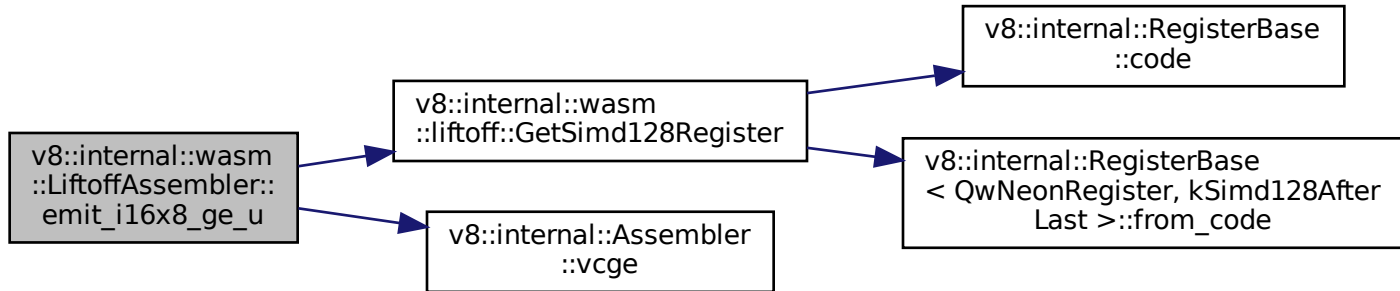 v8::internal::wasm
::LiftoffAssembler::
emit_i16x8_ge_u
v8::internal::wasm
::liftoff::GetSimd128Register
v8::internal::RegisterBase
::code
v8::internal::RegisterBase
< QwNeonRegister, kSimd128After
Last >::from_code
v8::internal::Assembler
::vcge